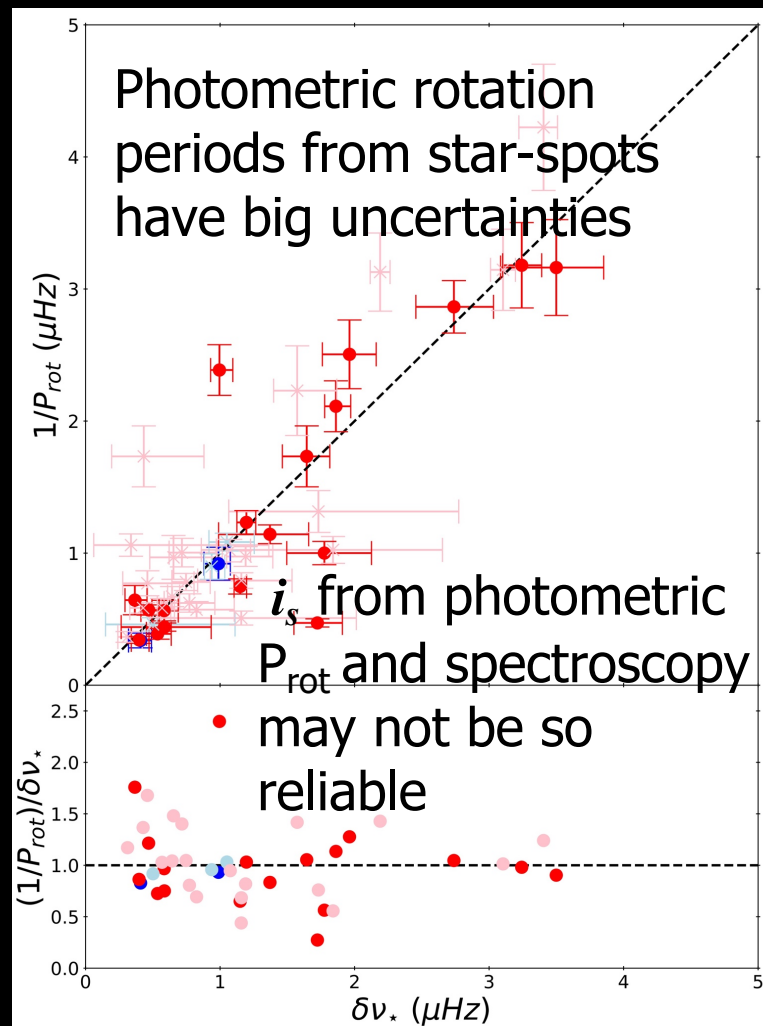 5
Photometric rotation
periods from star-spots
have big uncertainties
4
3
1/P_rot (μHz)
2
1
i_s from photometric
P_rot and spectroscopy
may not be so
reliable
0
2.5
2.0
1.5
1.0
0.5
0.0
(1/P_rot)/δν⋆
0 1 2 3 4 5
δν⋆ (μHz)